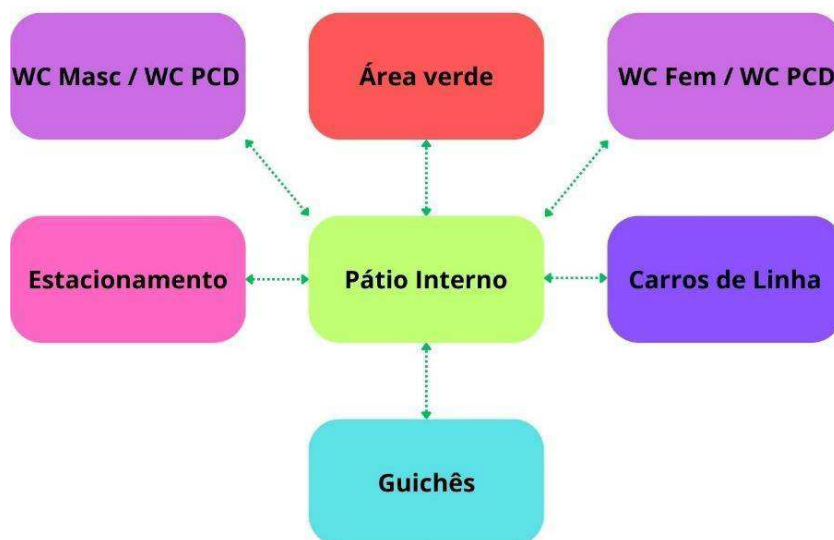 WC Masc / WC PCD
Área verde
WC Fem / WC PCD
Estacionamento
Pátio Interno
Carros de Linha
Guichês